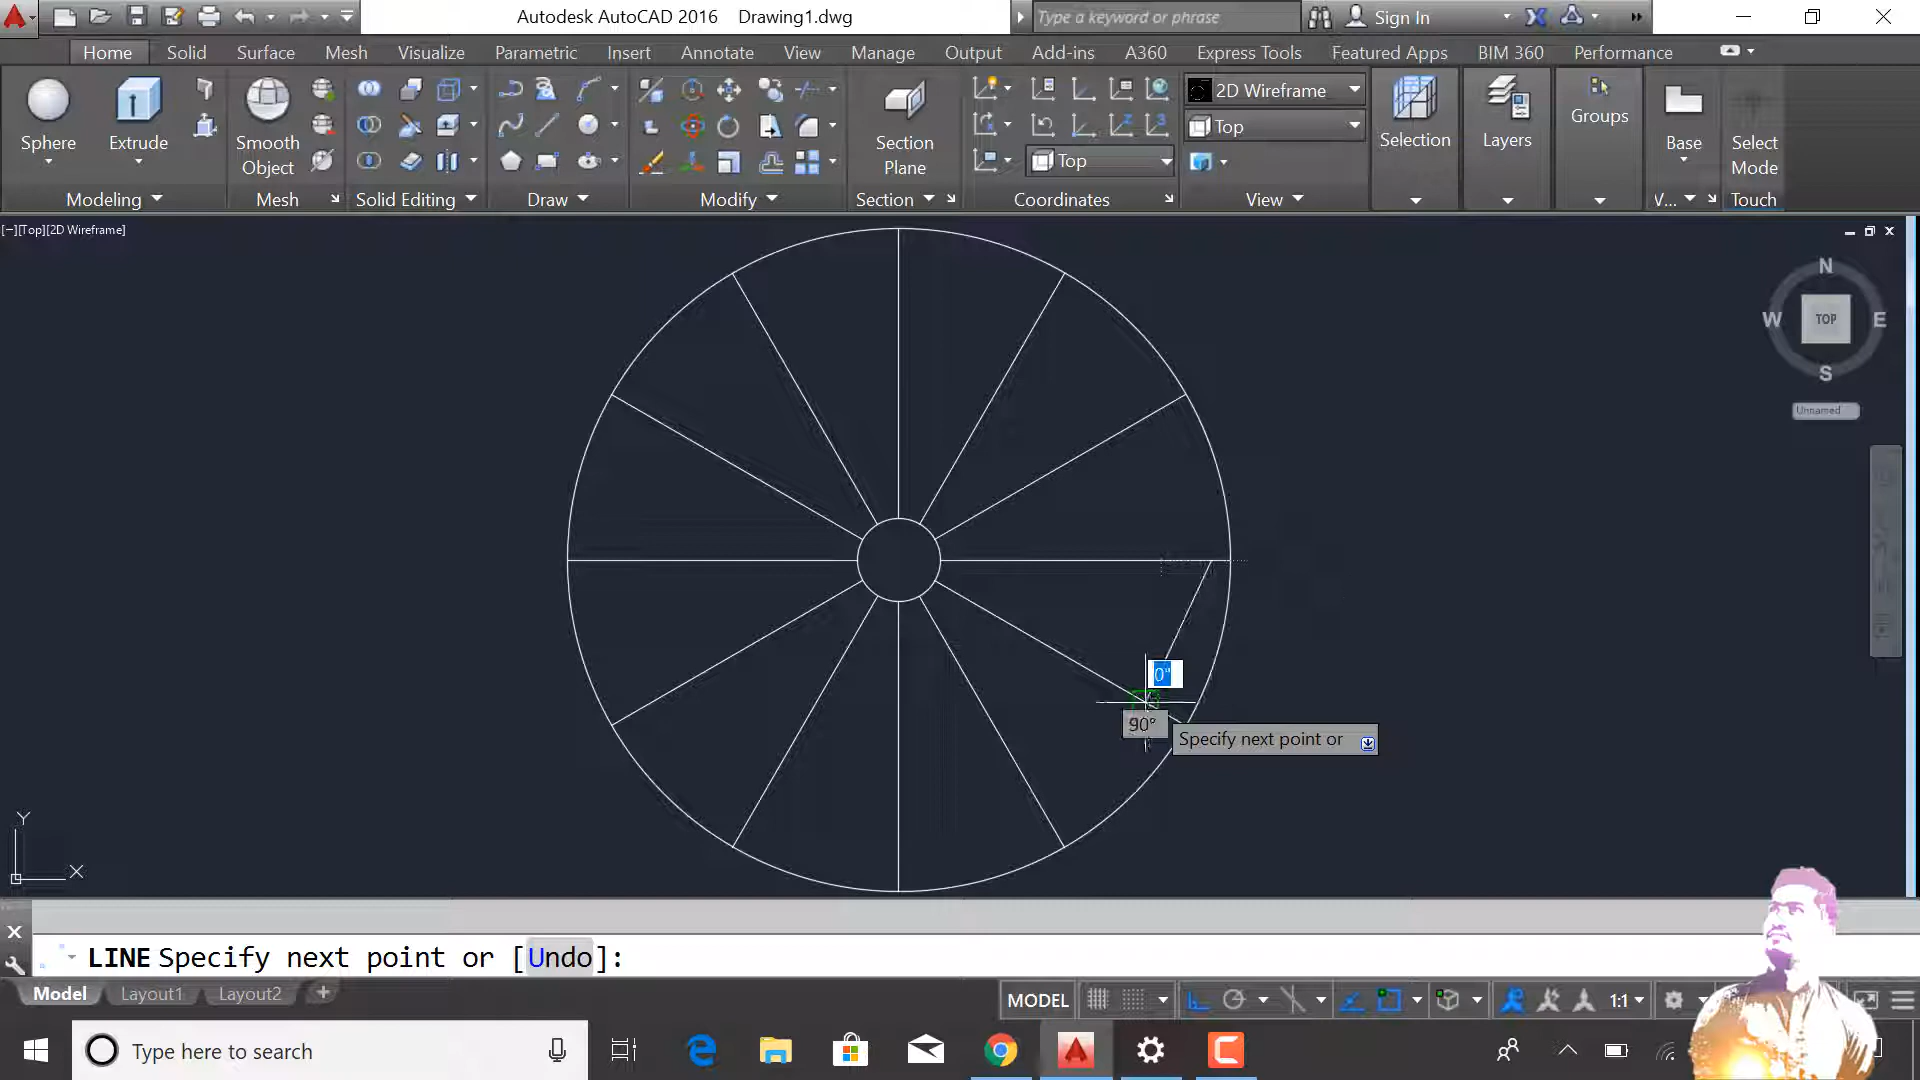 Autodesk AutoCAD 2016 Drawing1.dwg
Type a keyword or phrase
Sign In
Home Solid Surface Mesh Visualize Parametric Insert Annotate View Manage Output Add-ins A360 Express Tools Featured Apps BIM 360 Performance
Sphere
Extrude
Smooth
Object
Section
Plane
2D Wireframe
Top
Top
Selection
Layers
Groups
Base
Select
Mode
Modeling
Mesh
Solid Editing
Draw
Modify
Section
Coordinates
View
V...
Touch
[−][Top][2D Wireframe]
N
W
TOP
E
S
Unnamed
0"
90°
Specify next point or
Y
X
LINE Specify next point or [Undo]:
Model
Layout1
Layout2
MODEL
1:1
Type here to search